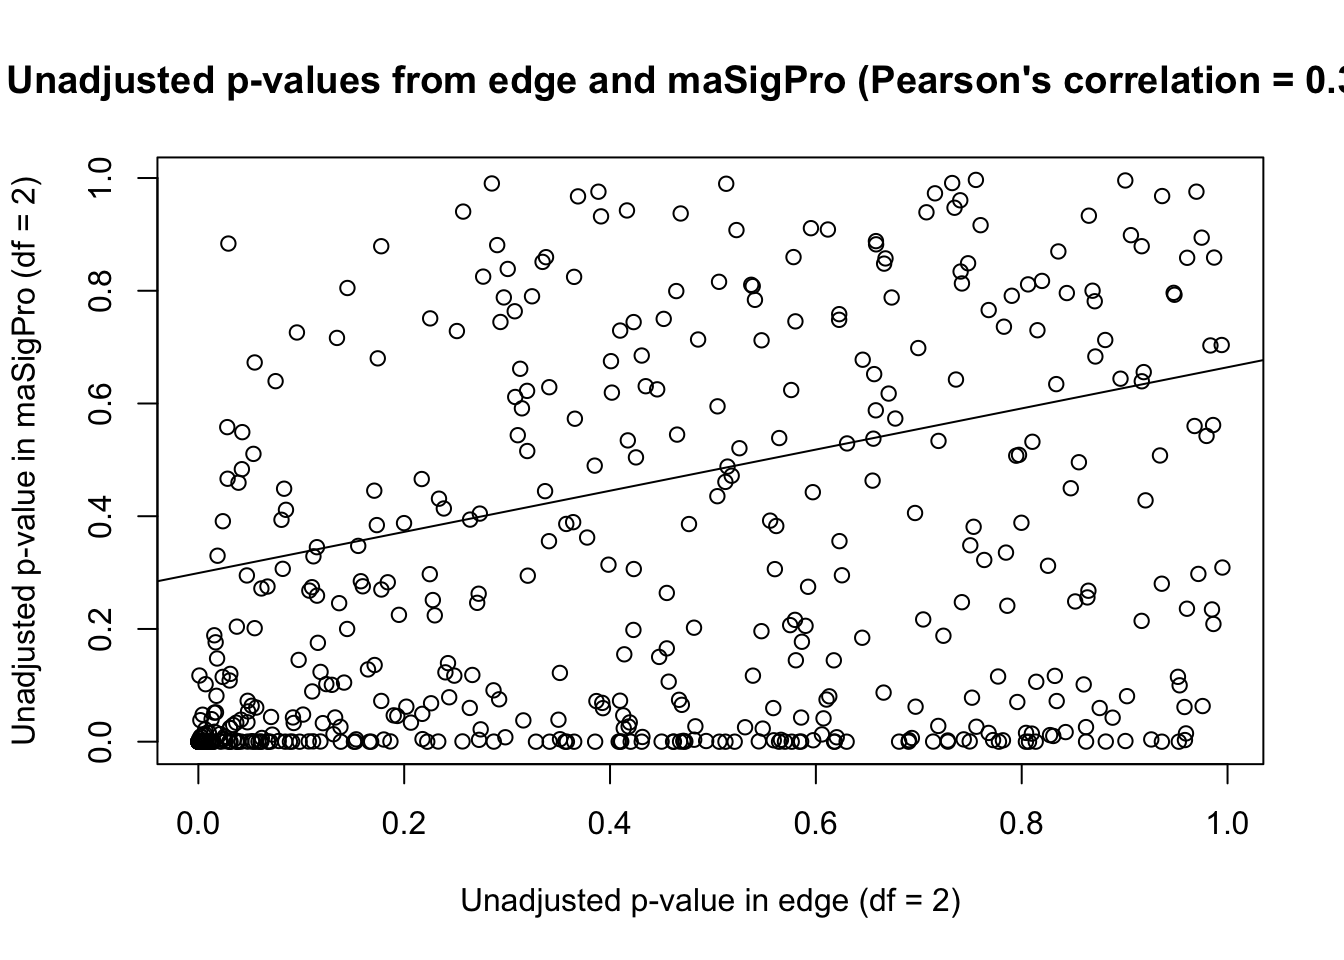 Unadjusted p-values from edge and maSigPro (Pearson's correlation = 0.3
Unadjusted p-value in maSigPro (df = 2)
1.0
0.8
0.6
0.4
0.2
0.0
0.0 0.2 0.4 0.6 0.8 1.0
Unadjusted p-value in edge (df = 2)